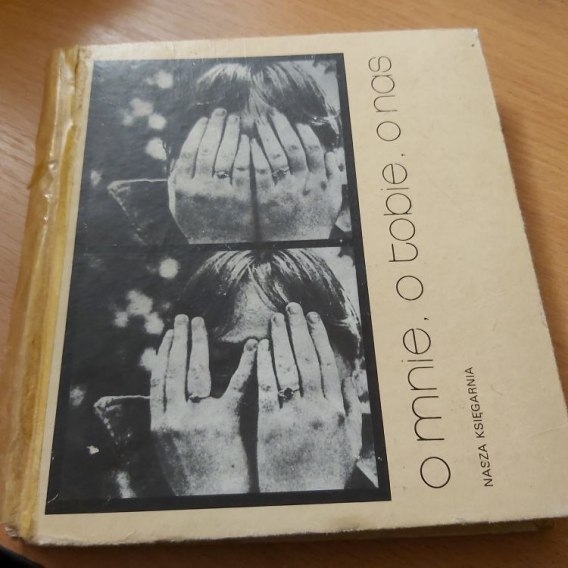 o mnie, o tobie, o nas
NASZA KSIĘGARNIA